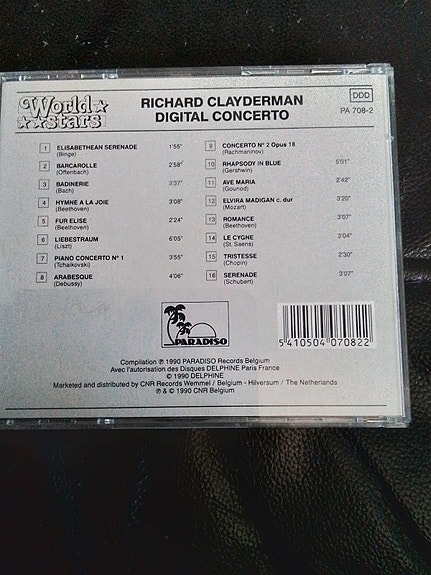 World
stars
RICHARD CLAYDERMAN
DIGITAL CONCERTO
DDD
PA 708-2
1 ELISABETHEAN SERENADE 1'55"
(Binge)
2 BARCAROLLE 2'58"
(Offenbach)
3 BADINERIE 3'37"
(Bach)
4 HYMNE A LA JOIE 3'08"
(Beethoven)
5 FUR ELISE 2'24"
(Beethoven)
6 LIEBESTRAUM 6'05"
(Liszt)
7 PIANO CONCERTO Nº 1 3'55"
(Tchaikovski)
8 ARABESQUE 4'06"
(Debussy)
9 CONCERTO Nº 2 Opus 18
(Rachmaninov)
10 RHAPSODY IN BLUE 5'01"
(Gershwin)
11 AVE MARIA 2'42"
(Gounod)
12 ELVIRA MADIGAN c. dur 3'20"
(Mozart)
13 ROMANCE 3'07"
(Beethoven)
14 LE CYGNE 3'04"
(St. Saens)
15 TRISTESSE 2'30"
(Chopin)
16 SERENADE 3'07"
(Schubert)
PARADISO
5 410504 070822
Compilation ℗ 1990 PARADISO Records Belgium
Avec l'autorisation des Disques DELPHINE Paris France
© 1990 DELPHINE
Marketed and distributed by CNR Records Wemmel / Belgium - Hilversum / The Netherlands
℗ & © 1990 CNR Belgium